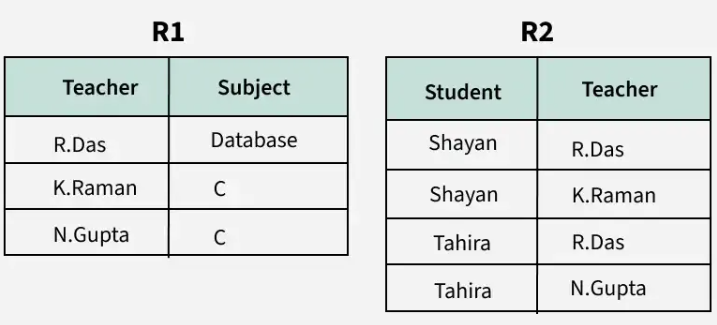 R1
Teacher Subject
R.Das Database
K.Raman C
N.Gupta C
R2
Student Teacher
Shayan R.Das
Shayan K.Raman
Tahira R.Das
Tahira N.Gupta